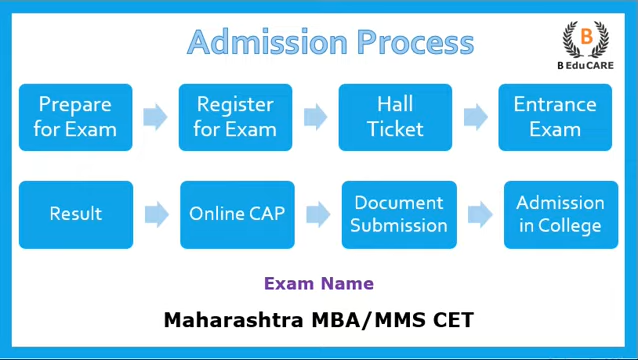 Admission Process
B
B EduCARE
Prepare
for Exam
Register
for Exam
Hall
Ticket
Entrance
Exam
Result
Online CAP
Document
Submission
Admission
in College
Exam Name
Maharashtra MBA/MMS CET